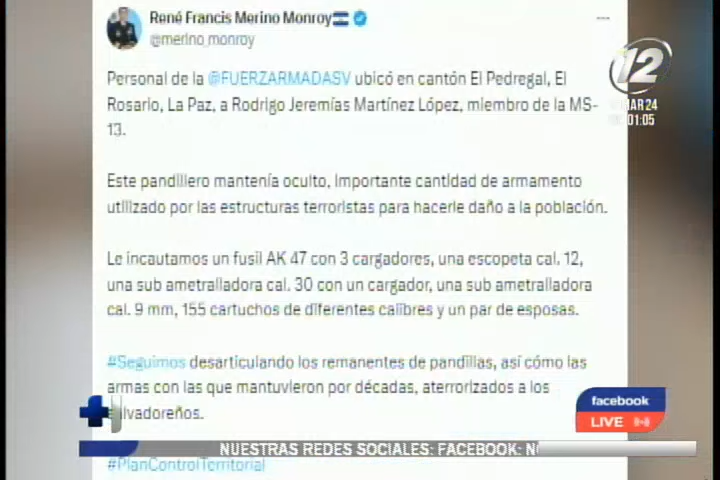 René Francis Merino Monroy
@merino_monroy
Personal de la @FUERZARMADASV ubicó en cantón El Pedregal, El
Rosario, La Paz, a Rodrigo Jeremías Martínez López, miembro de la MS-
13.
Este pandillero mantenía oculto, importante cantidad de armamento
utilizado por las estructuras terroristas para hacerle daño a la población.
Le incautamos un fusil AK 47 con 3 cargadores, una escopeta cal. 12,
una sub ametralladora cal. 30 con un cargador, una sub ametralladora
cal. 9 mm, 155 cartuchos de diferentes calibres y un par de esposas.
#Seguimos desarticulando los remanentes de pandillas, así cómo las
armas con las que mantuvieron por décadas, aterrorizados a los
lvadoreños.
#PlanControlTerritorial
12
MAR 24
01:05
facebook
LIVE
NUESTRAS REDES SOCIALES: FACEBOOK: